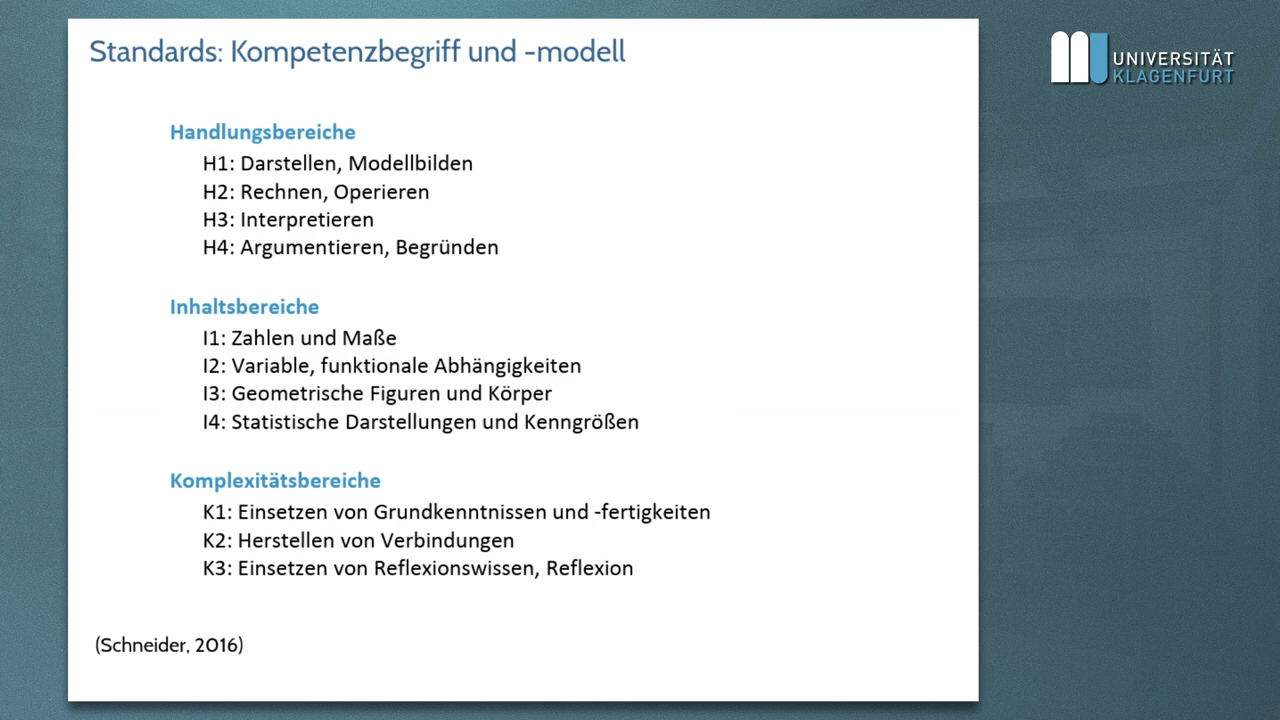 Standards: Kompetenzbegriff und -modell
UNIVERSITÄT
KLAGENFURT
Handlungsbereiche
H1: Darstellen, Modellbilden
H2: Rechnen, Operieren
H3: Interpretieren
H4: Argumentieren, Begründen
Inhaltsbereiche
I1: Zahlen und Maße
I2: Variable, funktionale Abhängigkeiten
I3: Geometrische Figuren und Körper
I4: Statistische Darstellungen und Kenngrößen
Komplexitätsbereiche
K1: Einsetzen von Grundkenntnissen und -fertigkeiten
K2: Herstellen von Verbindungen
K3: Einsetzen von Reflexionswissen, Reflexion
(Schneider, 2016)